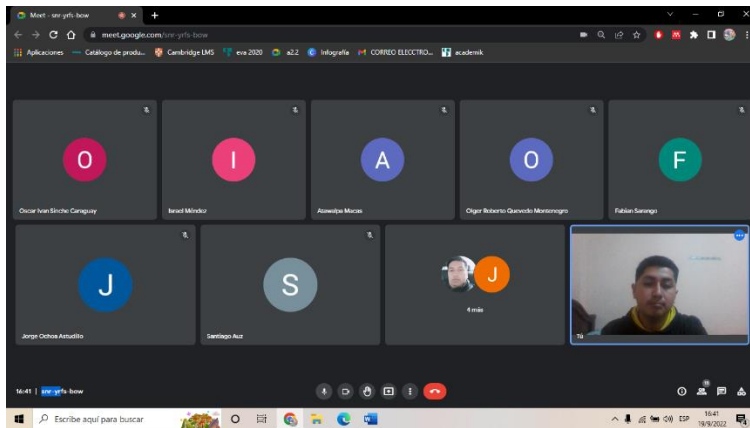 Meet - snr-yrfs-bow
meet.google.com/snr-yrfs-bow
Aplicaciones Catálogo de produ... Cambridge LMS eva 2020 a2.2 Infografía CORREO ELECCTRO... academik
O I A O F
Oscar Ivan Sinche Caraguay Israel Méndez Atawalpa Macas Olger Roberto Quevedo Montenegro Fabian Sarango
J S J
4 más
Jorge Ochoa Astudillo Santiago Auz Tú
16:41 | snr-yrfs-bow
Escribe aquí para buscar ESP 16:41
19/9/2022